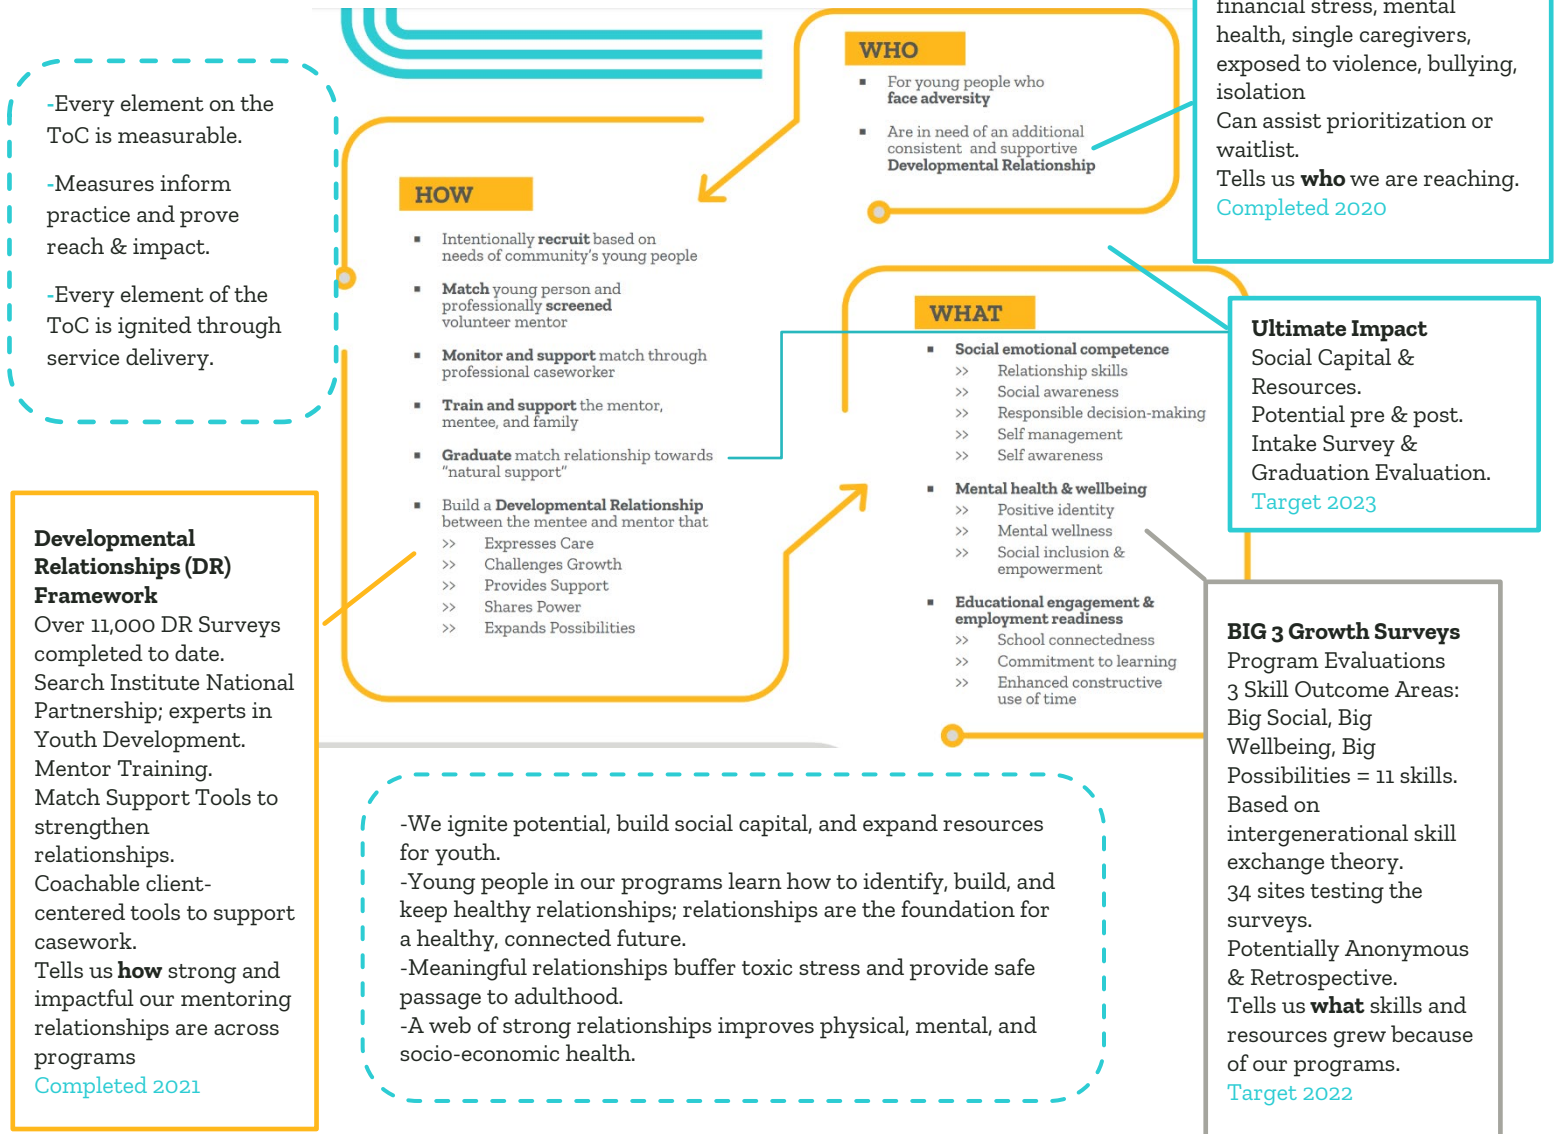 -Every element on the
ToC is measurable.
-Measures inform
practice and prove
reach & impact.
-Every element of the
ToC is ignited through
service delivery.
WHO
▪ For young people who
face adversity
▪ Are in need of an additional
consistent and supportive
Developmental Relationship
financial stress, mental
health, single caregivers,
exposed to violence, bullying,
isolation
Can assist prioritization or
waitlist.
Tells us who we are reaching.
Completed 2020
HOW
▪ Intentionally recruit based on
needs of community's young people
▪ Match young person and
professionally screened
volunteer mentor
▪ Monitor and support match through
professional caseworker
▪ Train and support the mentor,
mentee, and family
▪ Graduate match relationship towards
"natural support"
▪ Build a Developmental Relationship
between the mentee and mentor that
>> Expresses Care
>> Challenges Growth
>> Provides Support
>> Shares Power
>> Expands Possibilities
WHAT
▪ Social emotional competence
>> Relationship skills
>> Social awareness
>> Responsible decision-making
>> Self management
>> Self awareness
▪ Mental health & wellbeing
>> Positive identity
>> Mental wellness
>> Social inclusion &
empowerment
▪ Educational engagement &
employment readiness
>> School connectedness
>> Commitment to learning
>> Enhanced constructive
use of time
Ultimate Impact
Social Capital &
Resources.
Potential pre & post.
Intake Survey &
Graduation Evaluation.
Target 2023
Developmental
Relationships (DR)
Framework
Over 11,000 DR Surveys
completed to date.
Search Institute National
Partnership; experts in
Youth Development.
Mentor Training.
Match Support Tools to
strengthen
relationships.
Coachable client-
centered tools to support
casework.
Tells us how strong and
impactful our mentoring
relationships are across
programs
Completed 2021
-We ignite potential, build social capital, and expand resources
for youth.
-Young people in our programs learn how to identify, build, and
keep healthy relationships; relationships are the foundation for
a healthy, connected future.
-Meaningful relationships buffer toxic stress and provide safe
passage to adulthood.
-A web of strong relationships improves physical, mental, and
socio-economic health.
BIG 3 Growth Surveys
Program Evaluations
3 Skill Outcome Areas:
Big Social, Big
Wellbeing, Big
Possibilities = 11 skills.
Based on
intergenerational skill
exchange theory.
34 sites testing the
surveys.
Potentially Anonymous
& Retrospective.
Tells us what skills and
resources grew because
of our programs.
Target 2022